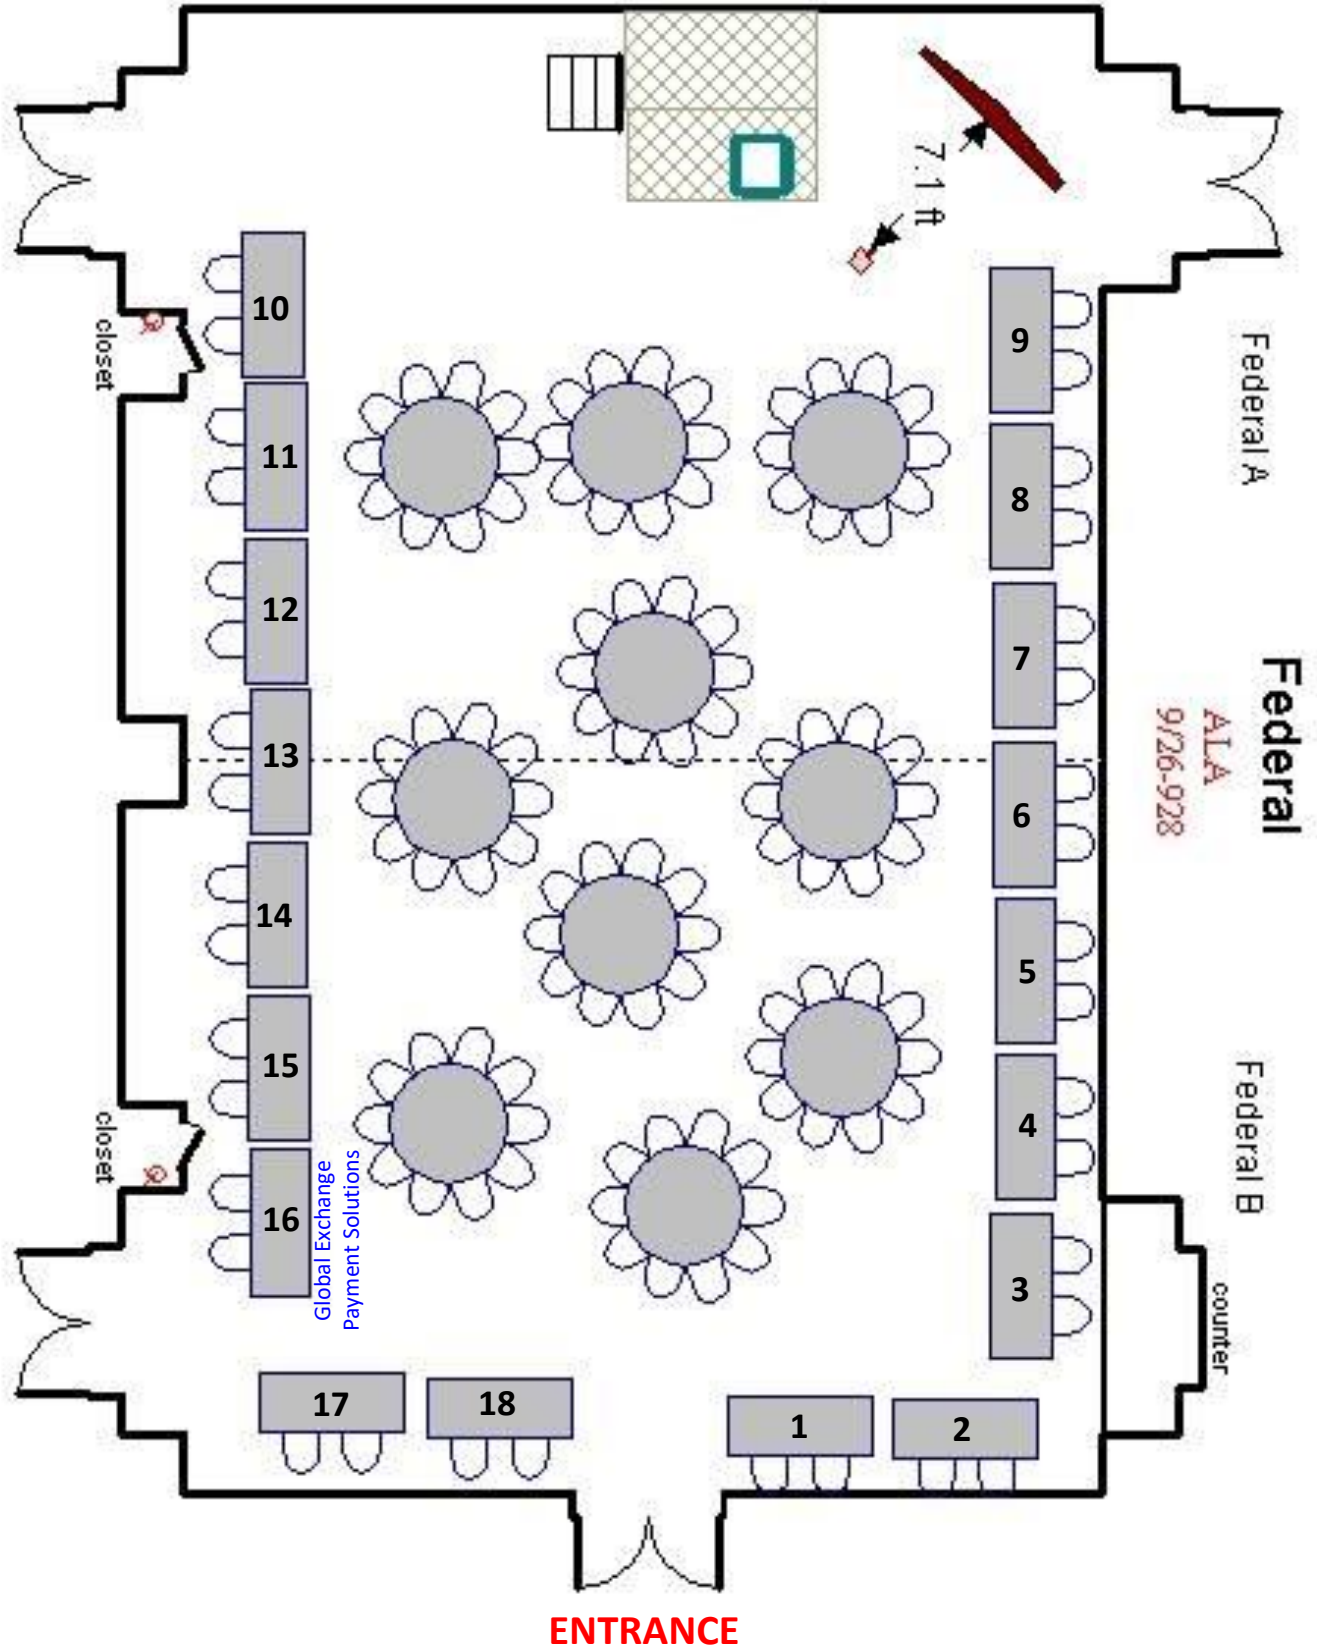 7.1 ft
10
closet
9
Federal A
11
8
12
7
Federal
ALA
9/26-928
13
6
14
5
15
4
Federal B
closet
16
Global Exchange
Payment Solutions
3
counter
17
18
1
2
ENTRANCE